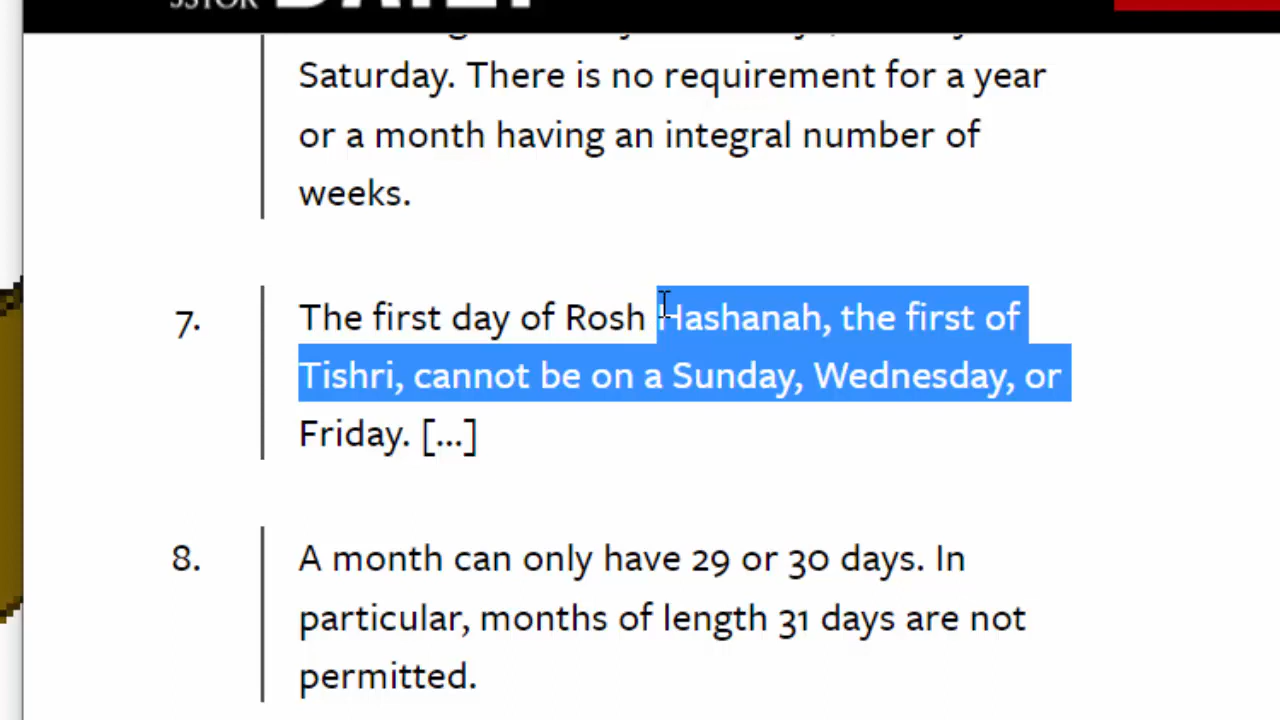 JSTOR DAILY
Saturday. There is no requirement for a year
or a month having an integral number of
weeks.
7.
The first day of Rosh Hashanah, the first of
Tishri, cannot be on a Sunday, Wednesday, or
Friday. [...]
8.
A month can only have 29 or 30 days. In
particular, months of length 31 days are not
permitted.